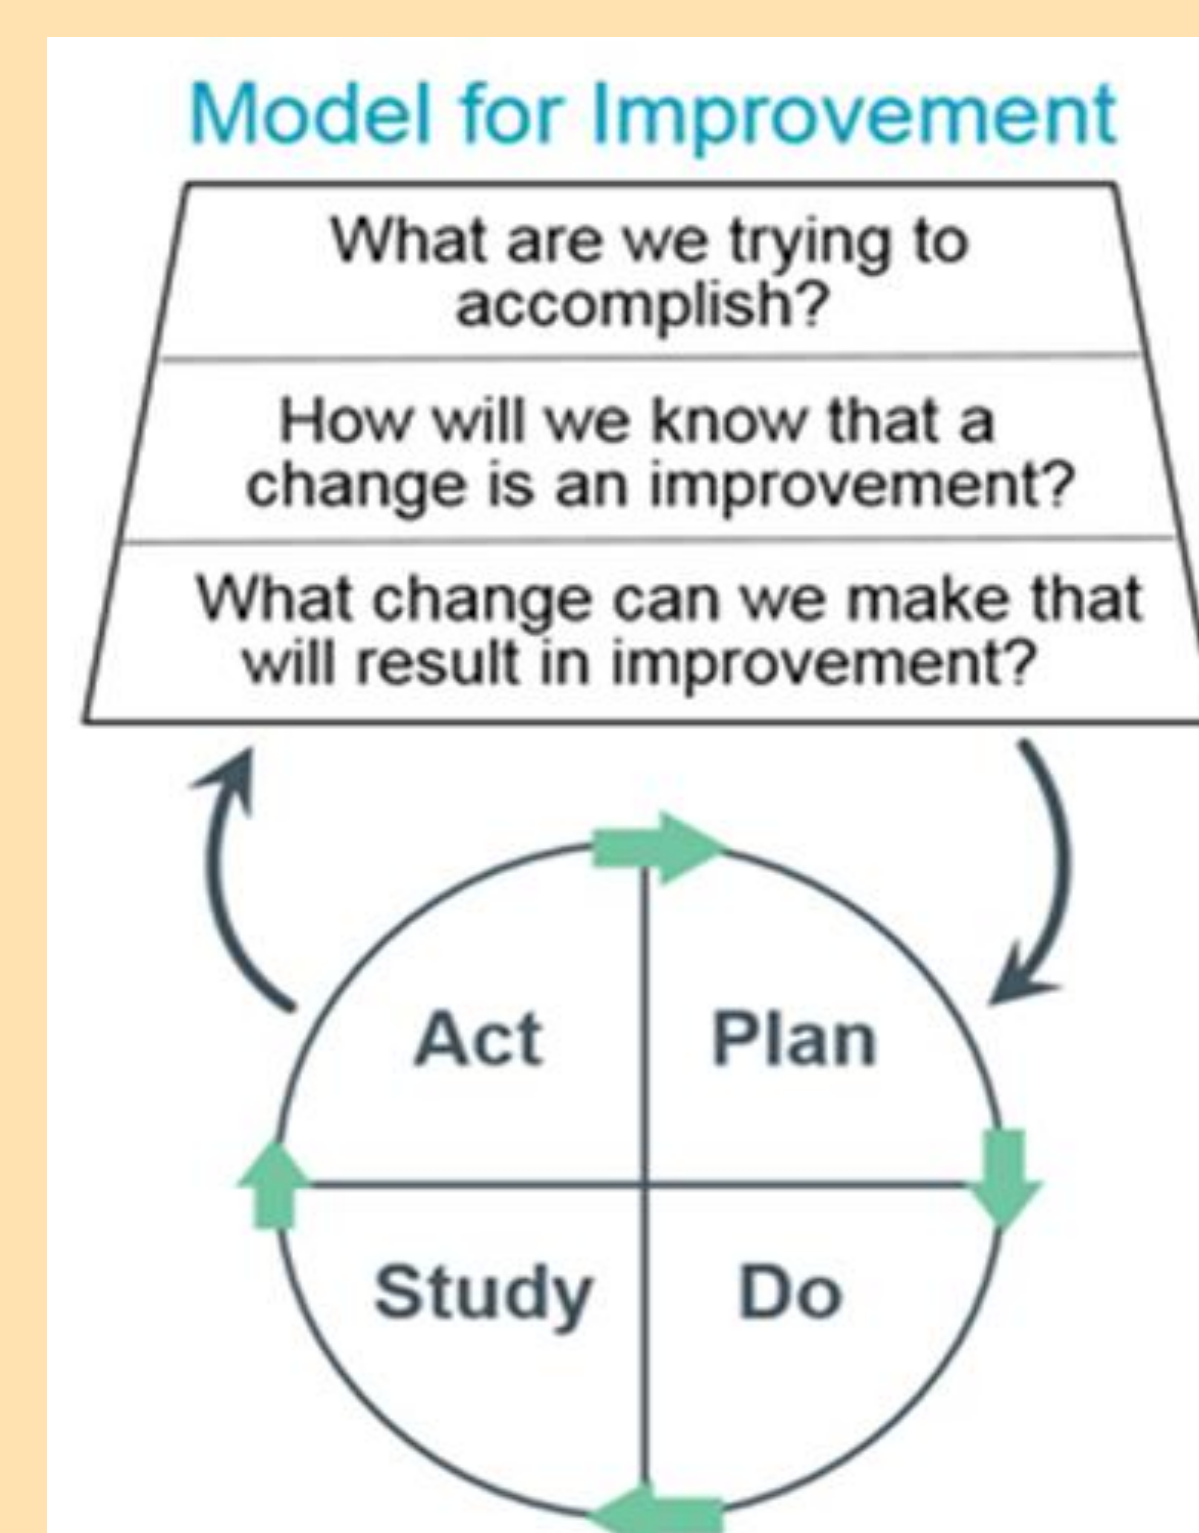 Model for Improvement
What are we trying to
accomplish?
How will we know that a
change is an improvement?
What change can we make that
will result in improvement?
Act
Plan
Study
Do